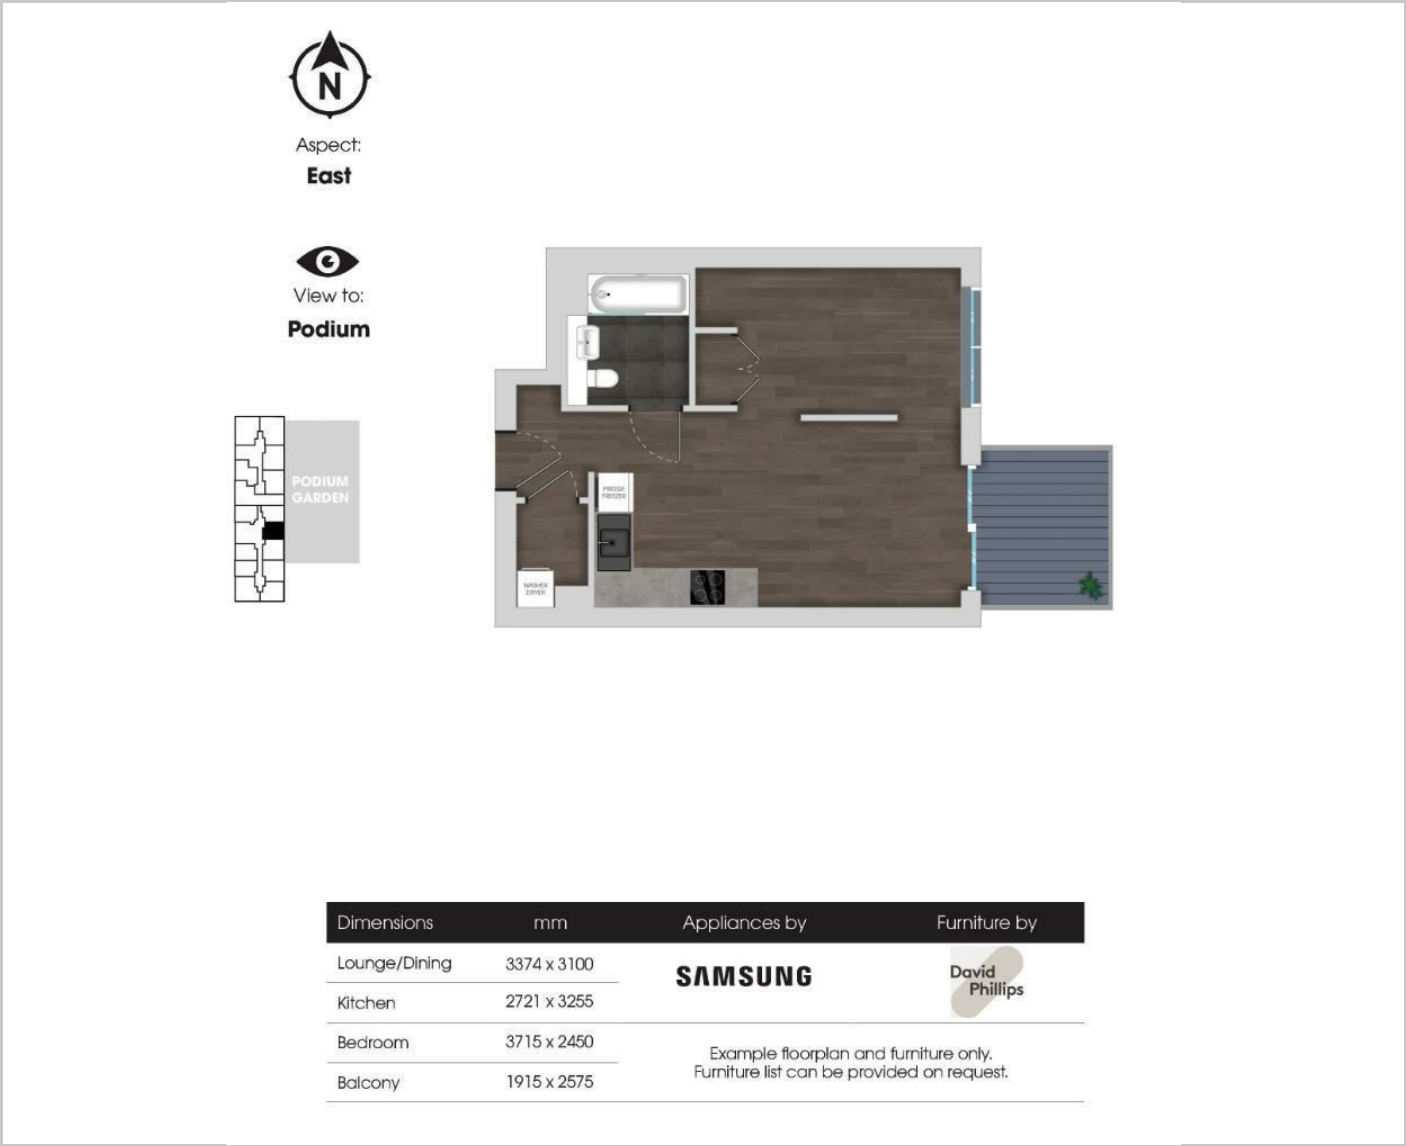 N
Aspect:
East
View to:
Podium
PODIUM
GARDEN
FRIDGE
FREEZER
WASHER
DRYER
Dimensions mm Appliances by Furniture by
Lounge/Dining 3374 x 3100
SAMSUNG
David
Phillips
Kitchen 2721 x 3255
Bedroom 3715 x 2450
Example floorplan and furniture only.
Furniture list can be provided on request.
Balcony 1915 x 2575